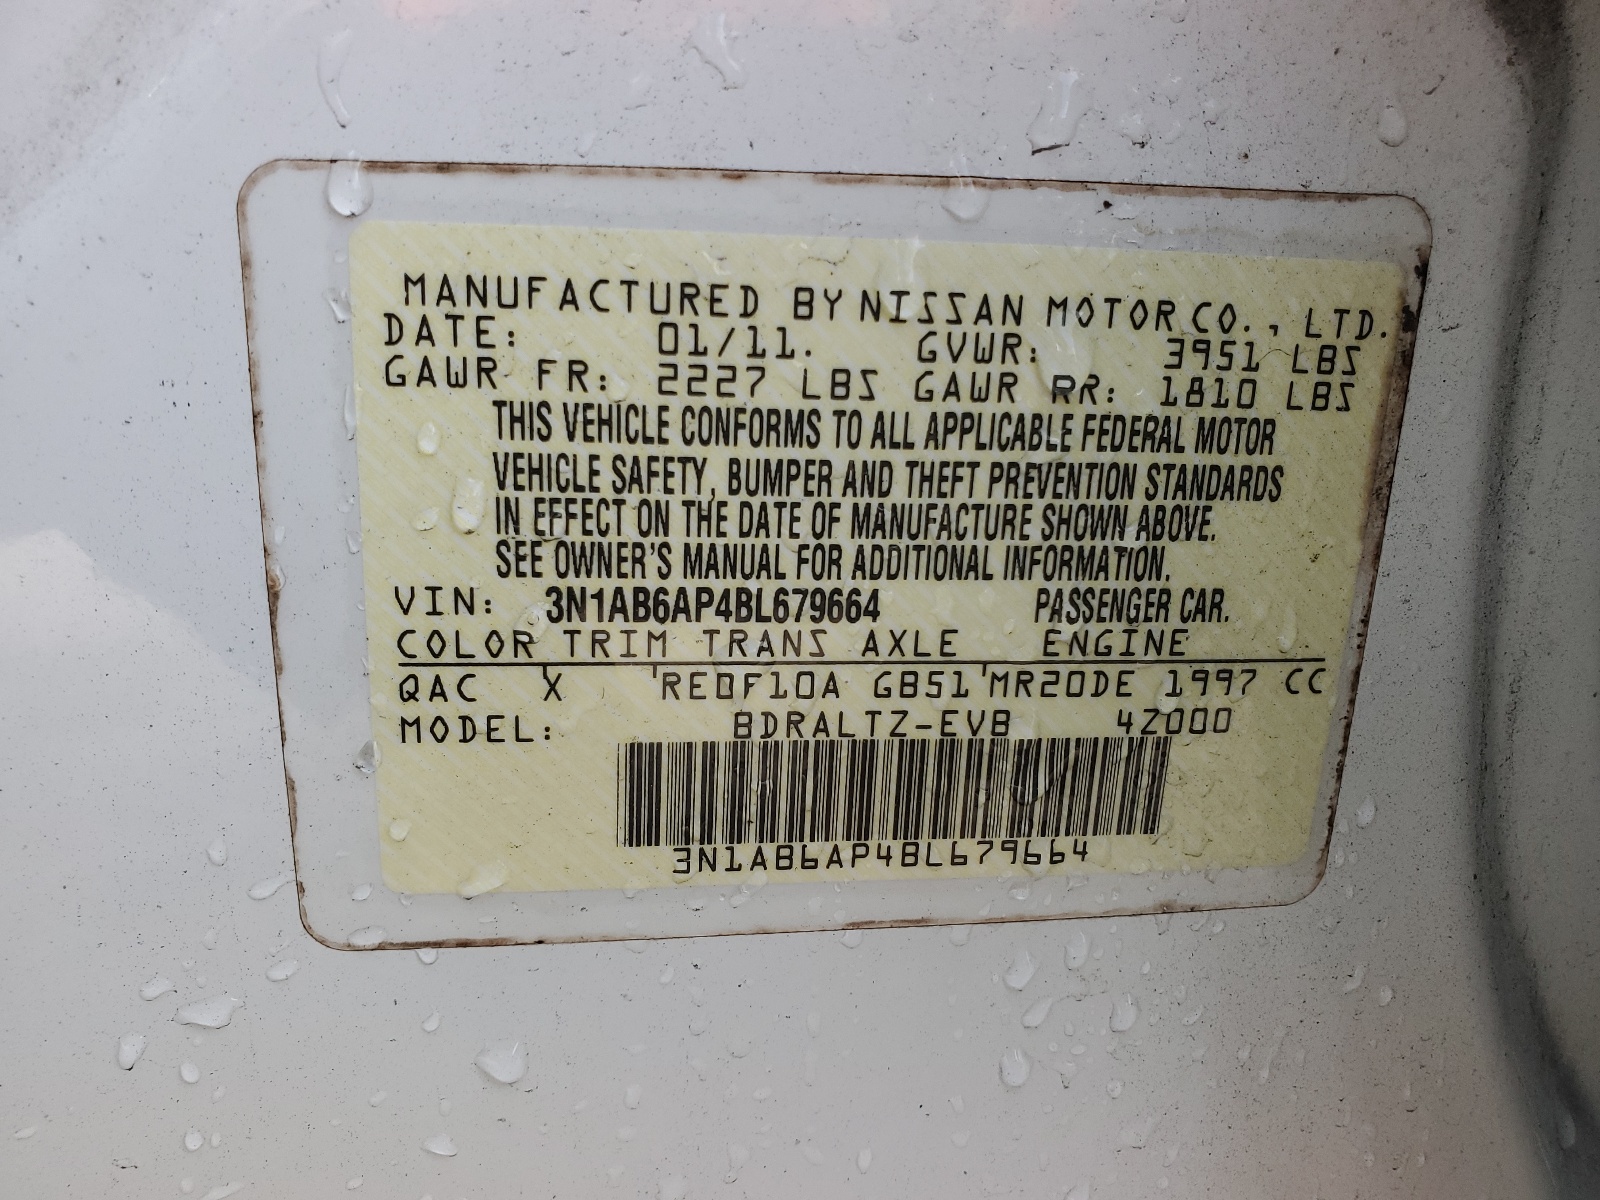 MANUFACTURED BY NISSAN MOTOR CO., LTD.
DATE: 01/11. GVWR: 3951 LBS
GAWR FR: 2227 LBS GAWR RR: 1810 LBS
THIS VEHICLE CONFORMS TO ALL APPLICABLE FEDERAL MOTOR
VEHICLE SAFETY, BUMPER AND THEFT PREVENTION STANDARDS
IN EFFECT ON THE DATE OF MANUFACTURE SHOWN ABOVE.
SEE OWNER'S MANUAL FOR ADDITIONAL INFORMATION.
VIN: 3N1AB6AP4BL679664 PASSENGER CAR.
COLOR TRIM TRANS AXLE ENGINE
QAC X RE0F10A GB51 MR20DE 1997 CC
MODEL: BDRALTZ-EVB 4Z000
3N1AB6AP4BL679664